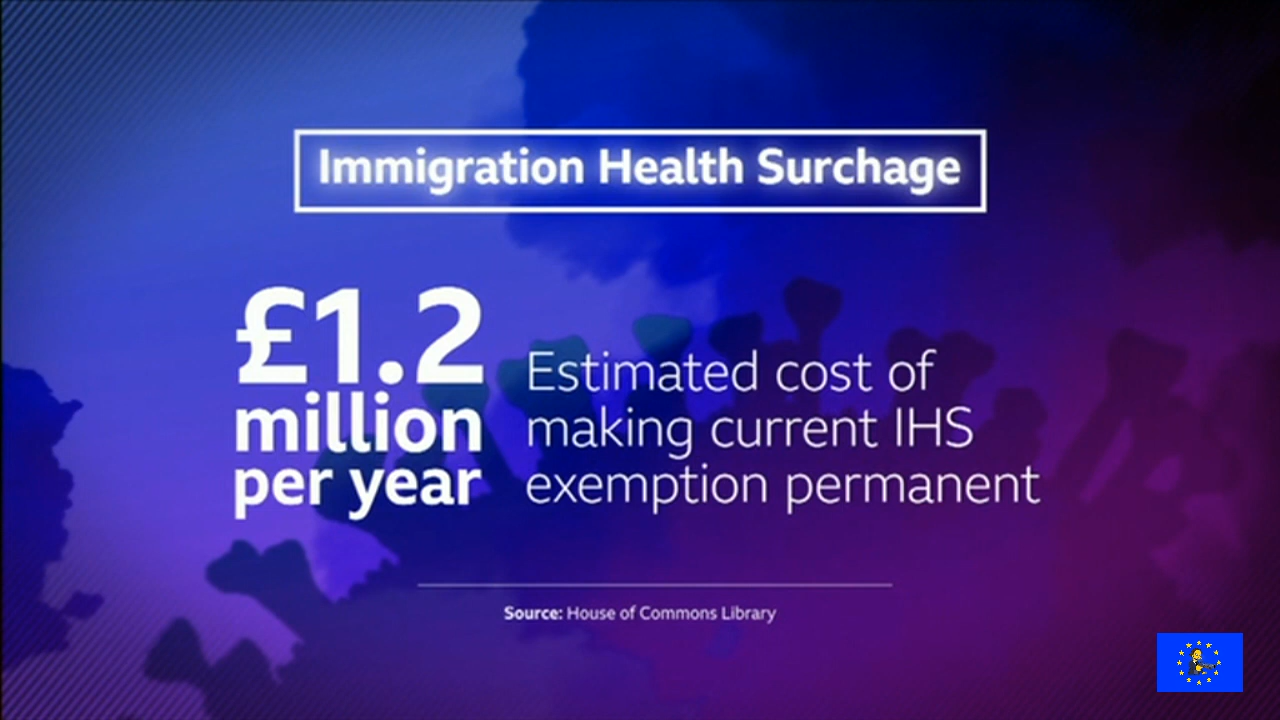 Immigration Health Surchage
£1.2
million
per year
Estimated cost of
making current IHS
exemption permanent
Source: House of Commons Library